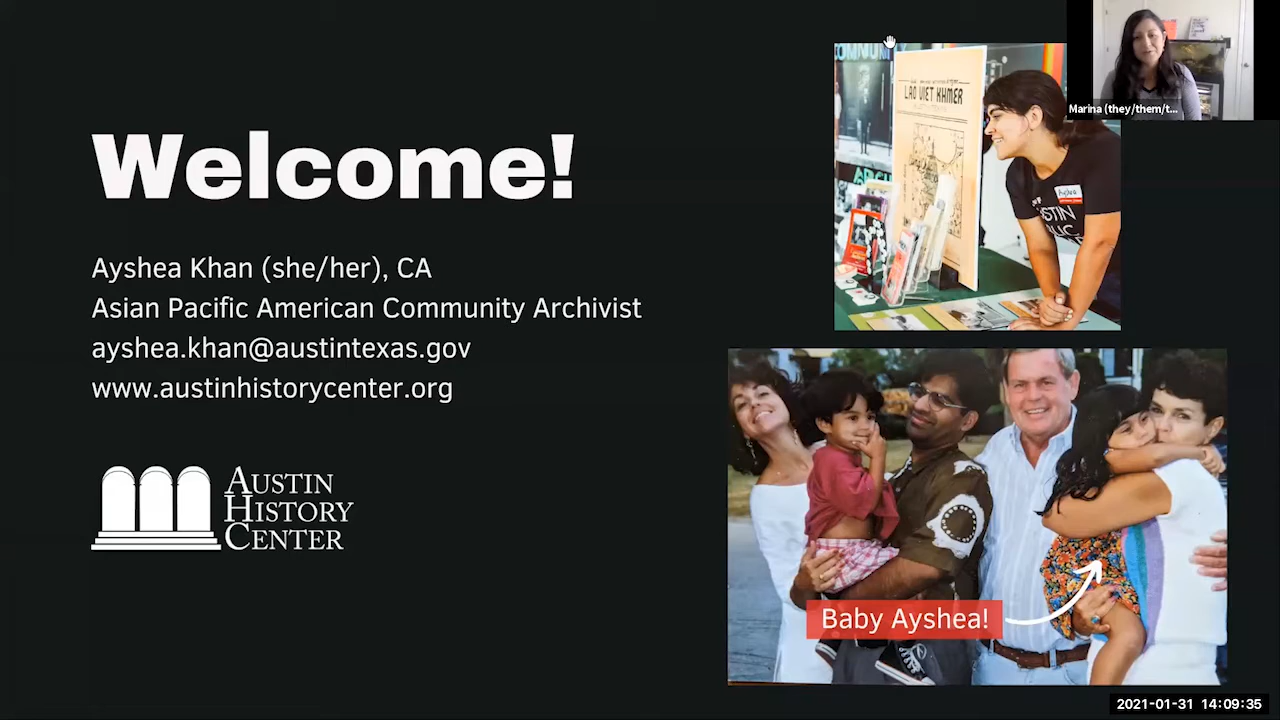 Welcome!
Ayshea Khan (she/her), CA
Asian Pacific American Community Archivist
ayshea.khan@austintexas.gov
www.austinhistorycenter.org
AUSTIN
HISTORY
CENTER
LAO VIET KHMER
Baby Ayshea!
Marina (they/them/t...
2021-01-31 14:09:35